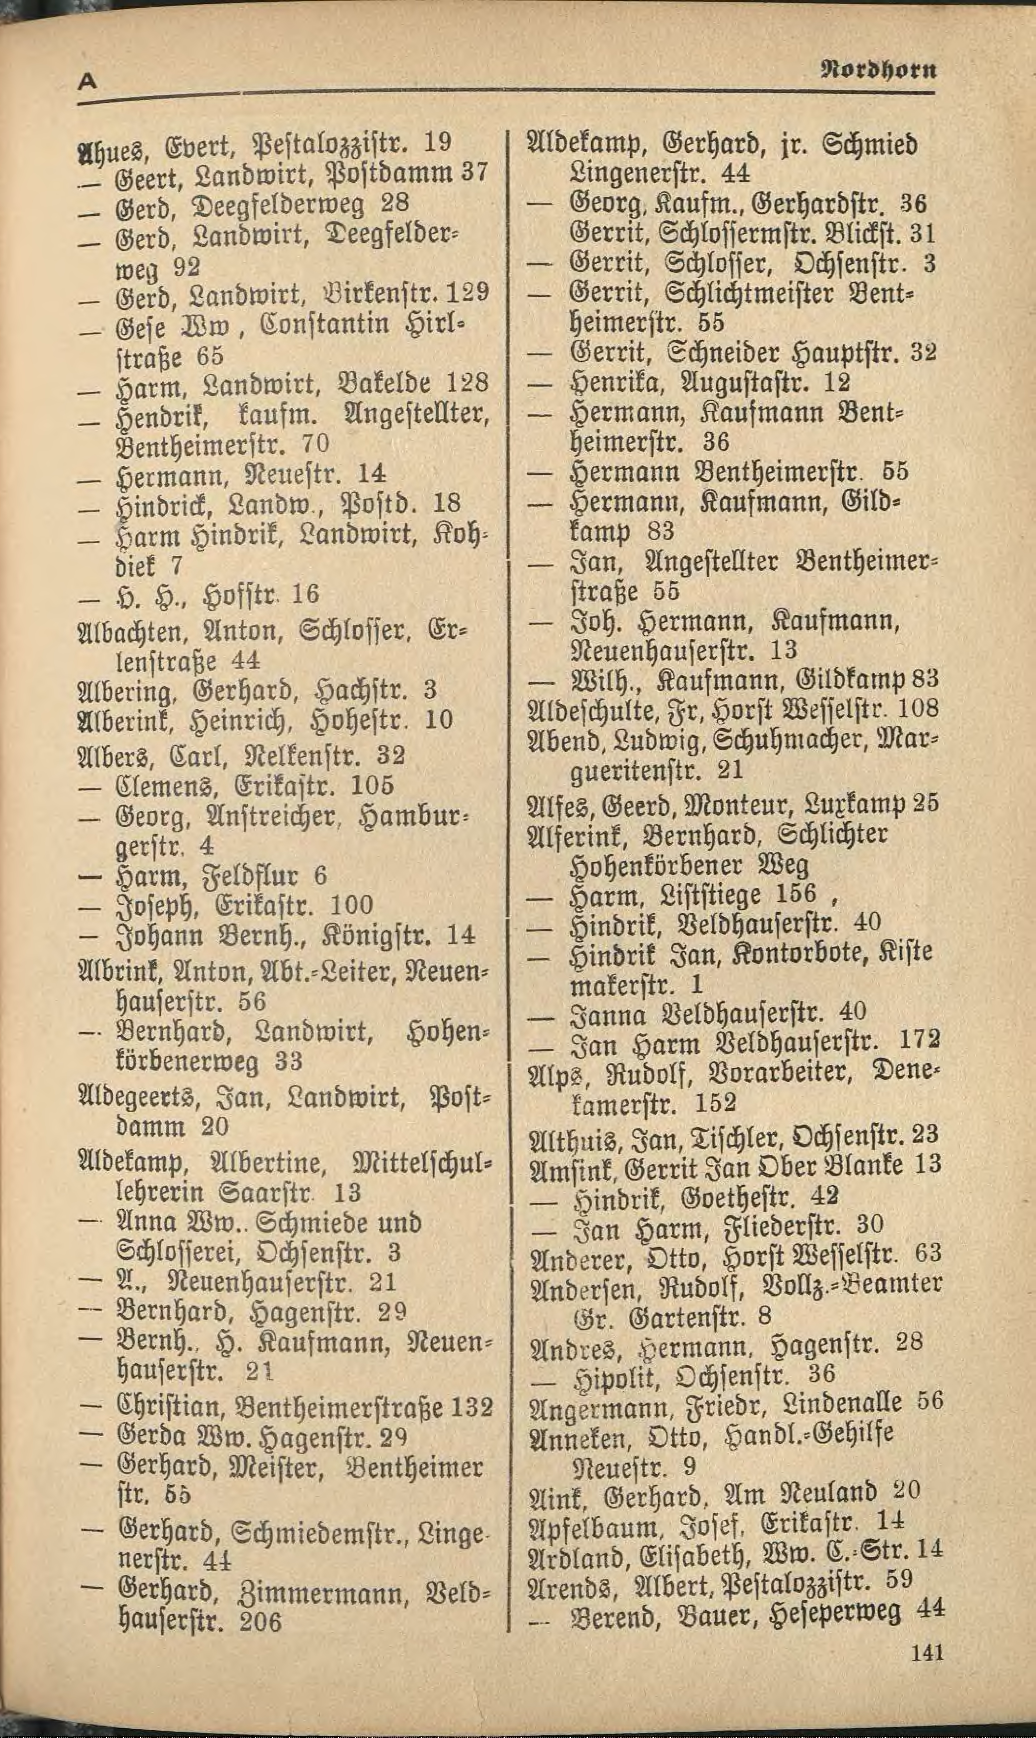 A
Nordhorn
Ahues, Evert, Pestalozzistr. 19
— Geert, Landwirt, Postdamm 37
— Gerd, Deegfelderweg 28
— Gerd, Landwirt, Deegfelder-
weg 92
— Gerd, Landwirt, Birkenstr. 129
— Gese Ww, Constantin Hirl-
straße 65
— Harm, Landwirt, Bakelde 128
— Hendrik, kaufm. Angestellter,
Bentheimerstr. 70
— Hermann, Neuestr. 14
— Hindrick, Landw., Postd. 18
— Harm Hindrik, Landwirt, Koh-
diek 7
— H. H., Hofstr. 16
Albachten, Anton, Schlosser, Er-
lenstraße 44
Albering, Gerhard, Hachstr. 3
Alberink, Heinrich, Hohestr. 10
Albers, Carl, Nelkenstr. 32
— Clemens, Erikastr. 105
— Georg, Anstreicher, Hambur-
gerstr. 4
— Harm, Feldflur 6
— Joseph, Erikastr. 100
— Johann Bernh., Königstr. 14
Albrink, Anton, Abt.-Leiter, Neuen-
hauserstr. 56
— Bernhard, Landwirt, Hohen-
körbenerweg 33
Aldegeerts, Jan, Landwirt, Post-
damm 20
Aldekamp, Albertine, Mittelschul-
lehrerin Saarstr. 13
— Anna Ww.. Schmiede und
Schlosserei, Ochsenstr. 3
— A., Neuenhauserstr. 21
— Bernhard, Hagenstr. 29
— Bernh., H. Kaufmann, Neuen-
hauserstr. 21
— Christian, Bentheimerstraße 132
— Gerda Ww. Hagenstr. 29
— Gerhard, Meister, Bentheimer
str. 55
— Gerhard, Schmiedemstr., Linge-
nerstr. 44
— Gerhard, Zimmermann, Veld-
hauserstr. 206
Aldekamp, Gerhard, jr. Schmied
Lingenerstr. 44
— Georg, Kaufm., Gerhardstr. 36
Gerrit, Schlossermstr. Blickst. 31
— Gerrit, Schlosser, Ochsenstr. 3
— Gerrit, Schlichtmeister Bent-
heimerstr. 55
— Gerrit, Schneider Hauptstr. 32
— Henrika, Augustastr. 12
— Hermann, Kaufmann Bent-
heimerstr. 36
— Hermann Bentheimerstr. 55
— Hermann, Kaufmann, Gild-
kamp 83
— Jan, Angestellter Bentheimer-
straße 55
— Joh. Hermann, Kaufmann,
Neuenhauserstr. 13
— Wilh., Kaufmann, Gildkamp 83
Aldeschulte, Fr, Horst Wesselstr. 108
Abend, Ludwig, Schuhmacher, Mar-
gueritenstr. 21
Alfes, Geerd, Monteur, Luxkamp 25
Alferink, Bernhard, Schlichter
Hohenkörbener Weg
— Harm, Liststiege 156 ,
— Hindrik, Veldhauserstr. 40
— Hindrik Jan, Kontorbote, Kiste
makerstr. 1
— Janna Veldhauserstr. 40
— Jan Harm Veldhauserstr. 172
Alps, Rudolf, Vorarbeiter, Dene-
kamerstr. 152
Althuis, Jan, Tischler, Ochsenstr. 23
Amsink, Gerrit Jan Ober Blanke 13
— Hindrik, Goethestr. 42
— Jan Harm, Fliederstr. 30
Anderer, Otto, Horst Wesselstr. 63
Andersen, Rudolf, Vollz.-Beamter
Gr. Gartenstr. 8
Andres, Hermann, Hagenstr. 28
— Hipolit, Ochsenstr. 36
Angermann, Friedr, Lindenalle 56
Anneken, Otto, Handl.-Gehilfe
Neuestr. 9
Aink, Gerhard, Am Neuland 20
Apfelbaum, Josef, Erikastr. 14
Ardland, Elisabeth, Ww. C.-Str. 14
Arends, Albert, Pestalozzistr. 59
— Berend, Bauer, Heseperweg 44
141